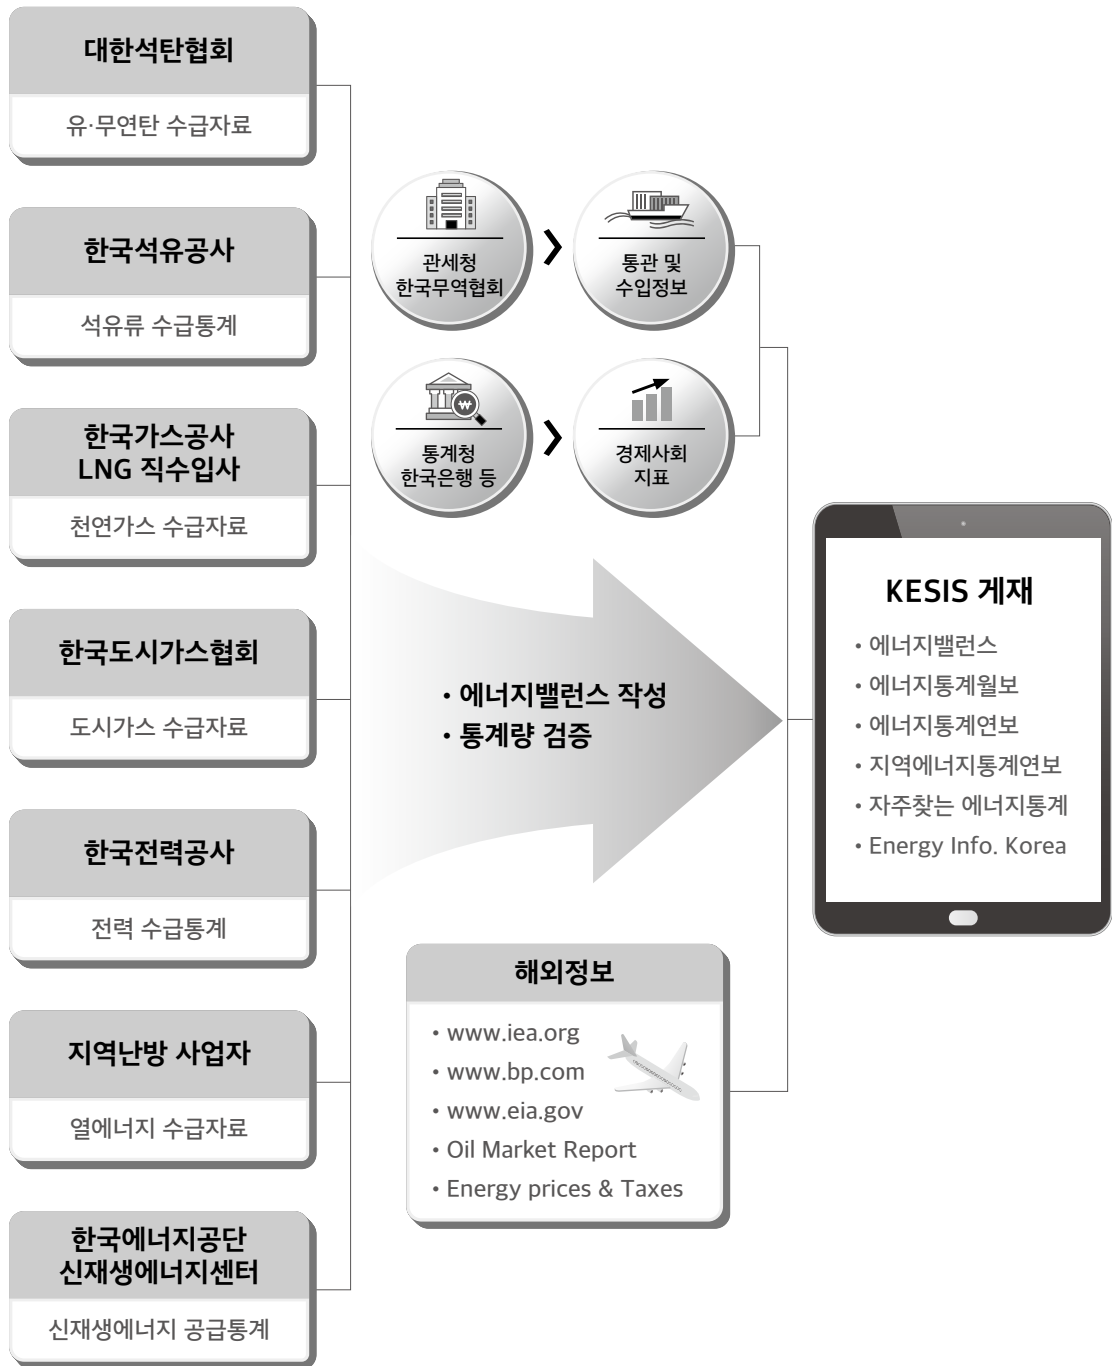 대한석탄협회
유·무연탄 수급자료
한국석유공사
석유류 수급통계
한국가스공사
LNG 직수입사
천연가스 수급자료
한국도시가스협회
도시가스 수급자료
한국전력공사
전력 수급통계
지역난방 사업자
열에너지 수급자료
한국에너지공단
신재생에너지센터
신재생에너지 공급통계
관세청
한국무역협회
통관 및
수입정보
₩
통계청
한국은행 등
경제사회
지표
• 에너지밸런스 작성
• 통계량 검증
해외정보
• www.iea.org
• www.bp.com
• www.eia.gov
• Oil Market Report
• Energy prices & Taxes
KESIS 게재
• 에너지밸런스
• 에너지통계월보
• 에너지통계연보
• 지역에너지통계연보
• 자주찾는 에너지통계
• Energy Info. Korea